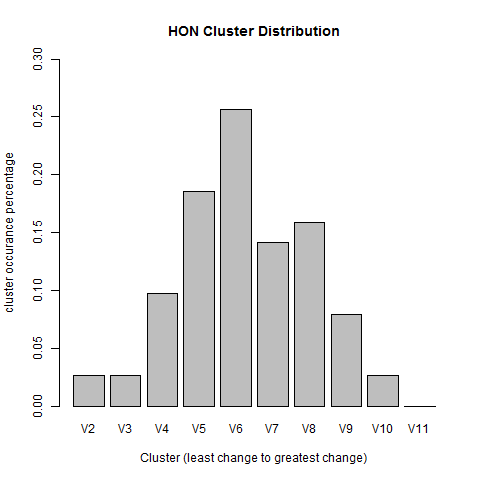 HON Cluster Distribution
cluster occurance percentage
0.30
0.25
0.20
0.15
0.10
0.05
0.00
V2 V3 V4 V5 V6 V7 V8 V9 V10 V11
Cluster (least change to greatest change)